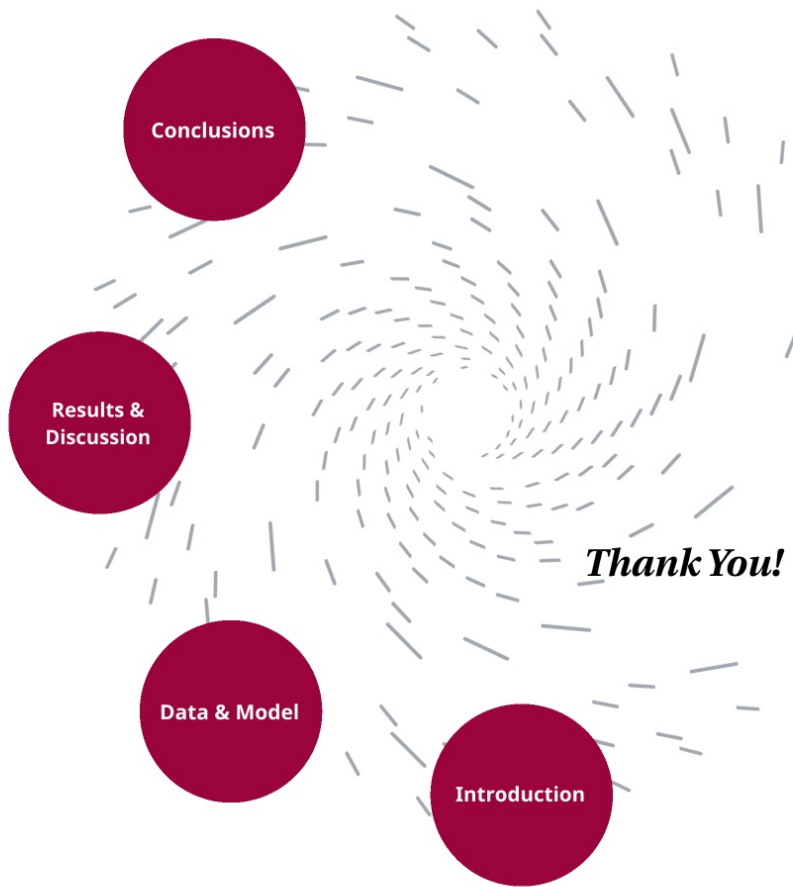 Conclusions
Results &
Discussion
Thank You!
Data & Model
Introduction